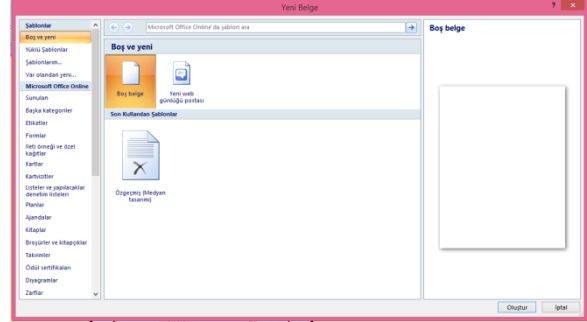 Yeni Belge
? ×
Şablonlar
Boş ve yeni
Yüklü Şablonlar
Şablonlarım...
Var olandan yeni...
Microsoft Office Online
Sunulan
Başka kategoriler
Etiketler
Formlar
İleti örneği ve özel
kağıtlar
Kartlar
Kartvizitler
Listeler ve yapılacaklar
denetim listeleri
Planlar
Ajandalar
Kitaplar
Broşürler ve kitapçıklar
Takvimler
Ödül sertifikaları
Diyagramlar
Zarflar
Microsoft Office Online'da şablon ara
Boş ve yeni
Boş belge
Yeni web
günlüğü postası
Son Kullanılan Şablonlar
Özgeçmiş (Medyan
tasarımı)
Boş belge
Oluştur
İptal